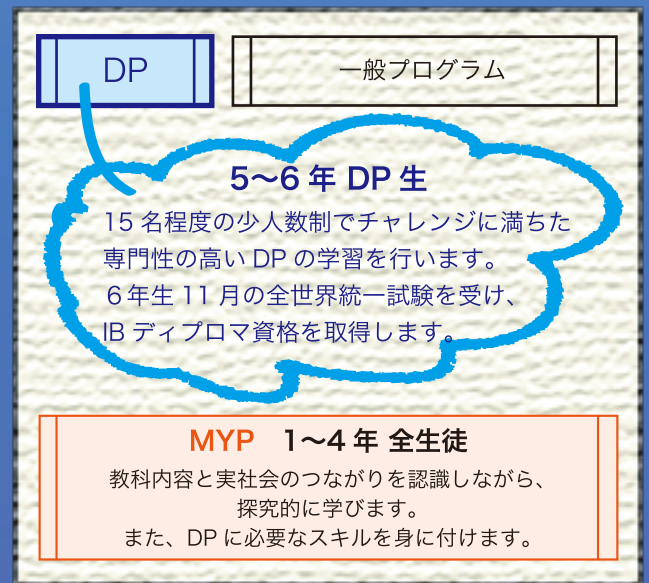 DP
一般プログラム
5〜6 年 DP 生
15 名程度の少人数制でチャレンジに満ちた
専門性の高い DP の学習を行います。
6 年生 11 月の全世界統一試験を受け、
IB ディプロマ資格を取得します。
MYP 1〜4 年 全生徒
教科内容と実社会のつながりを認識しながら、
探究的に学びます。
また、DP に必要なスキルを身に付けます。